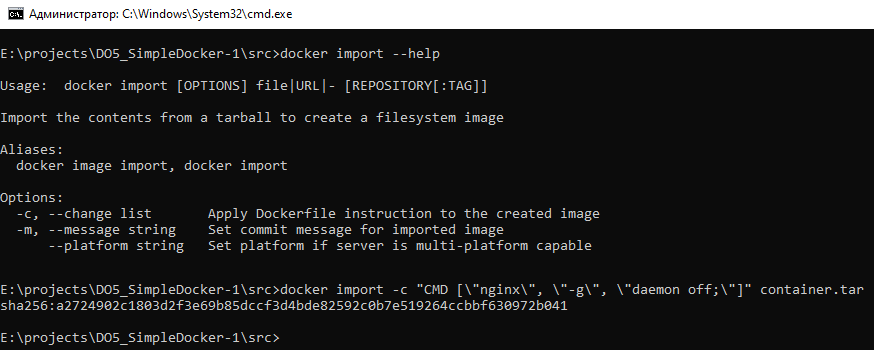 Администратор: C:\Windows\System32\cmd.exe
E:\projects\DO5_SimpleDocker-1\src>docker import --help
Usage:  docker import [OPTIONS] file|URL|- [REPOSITORY[:TAG]]
Import the contents from a tarball to create a filesystem image
Aliases:
  docker image import, docker import
Options:
  -c, --change list       Apply Dockerfile instruction to the created image
  -m, --message string    Set commit message for imported image
      --platform string   Set platform if server is multi-platform capable
E:\projects\DO5_SimpleDocker-1\src>docker import -c "CMD [\"nginx\", \"-g\", \"daemon off;\"]" container.tar
sha256:a2724902c1803d2f3e69b85dccf3d4bde82592c0b7e519264ccbbf630972b041
E:\projects\DO5_SimpleDocker-1\src>